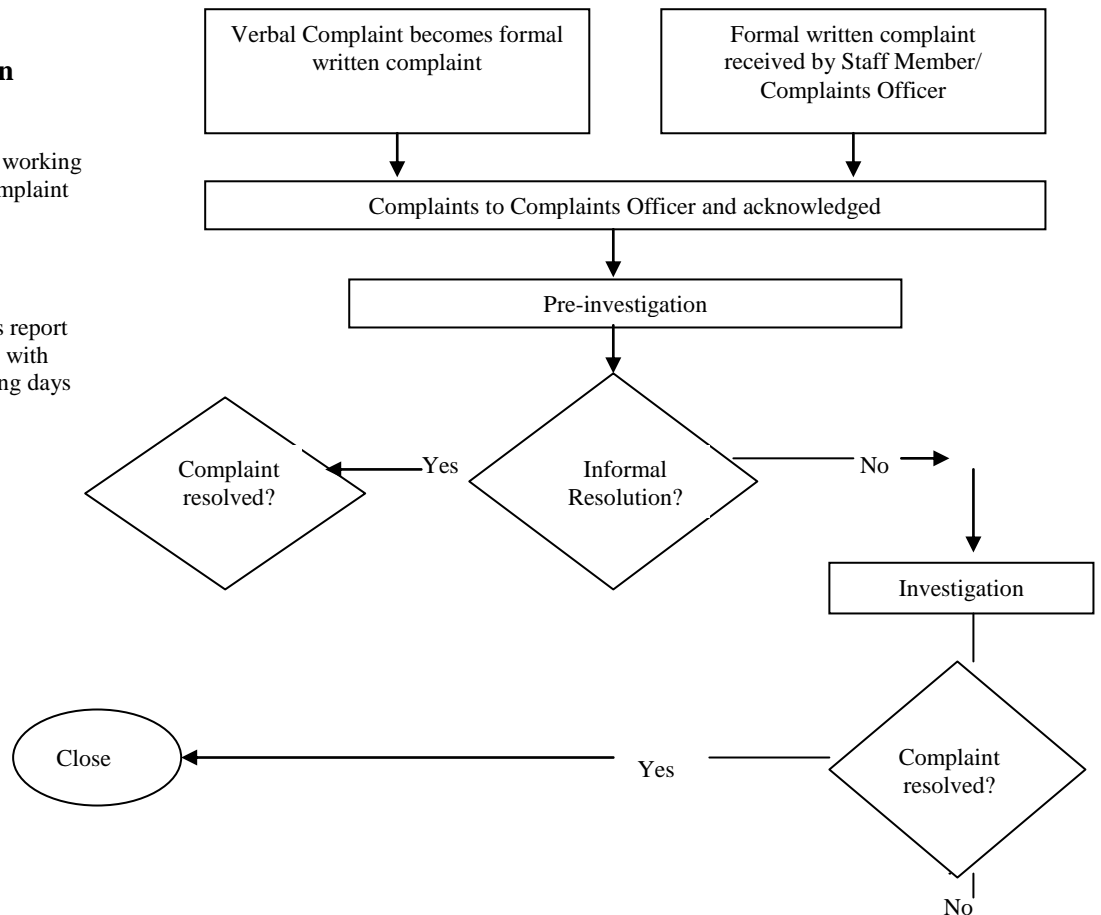 Verbal Complaint becomes formal
written complaint
Formal written complaint
received by Staff Member/
Complaints Officer
n
working
mplaint
Complaints to Complaints Officer and acknowledged
Pre-investigation
s report
with
ng days
Complaint
resolved?
Yes
Informal
Resolution?
No
Investigation
Close
Yes
Complaint
resolved?
No